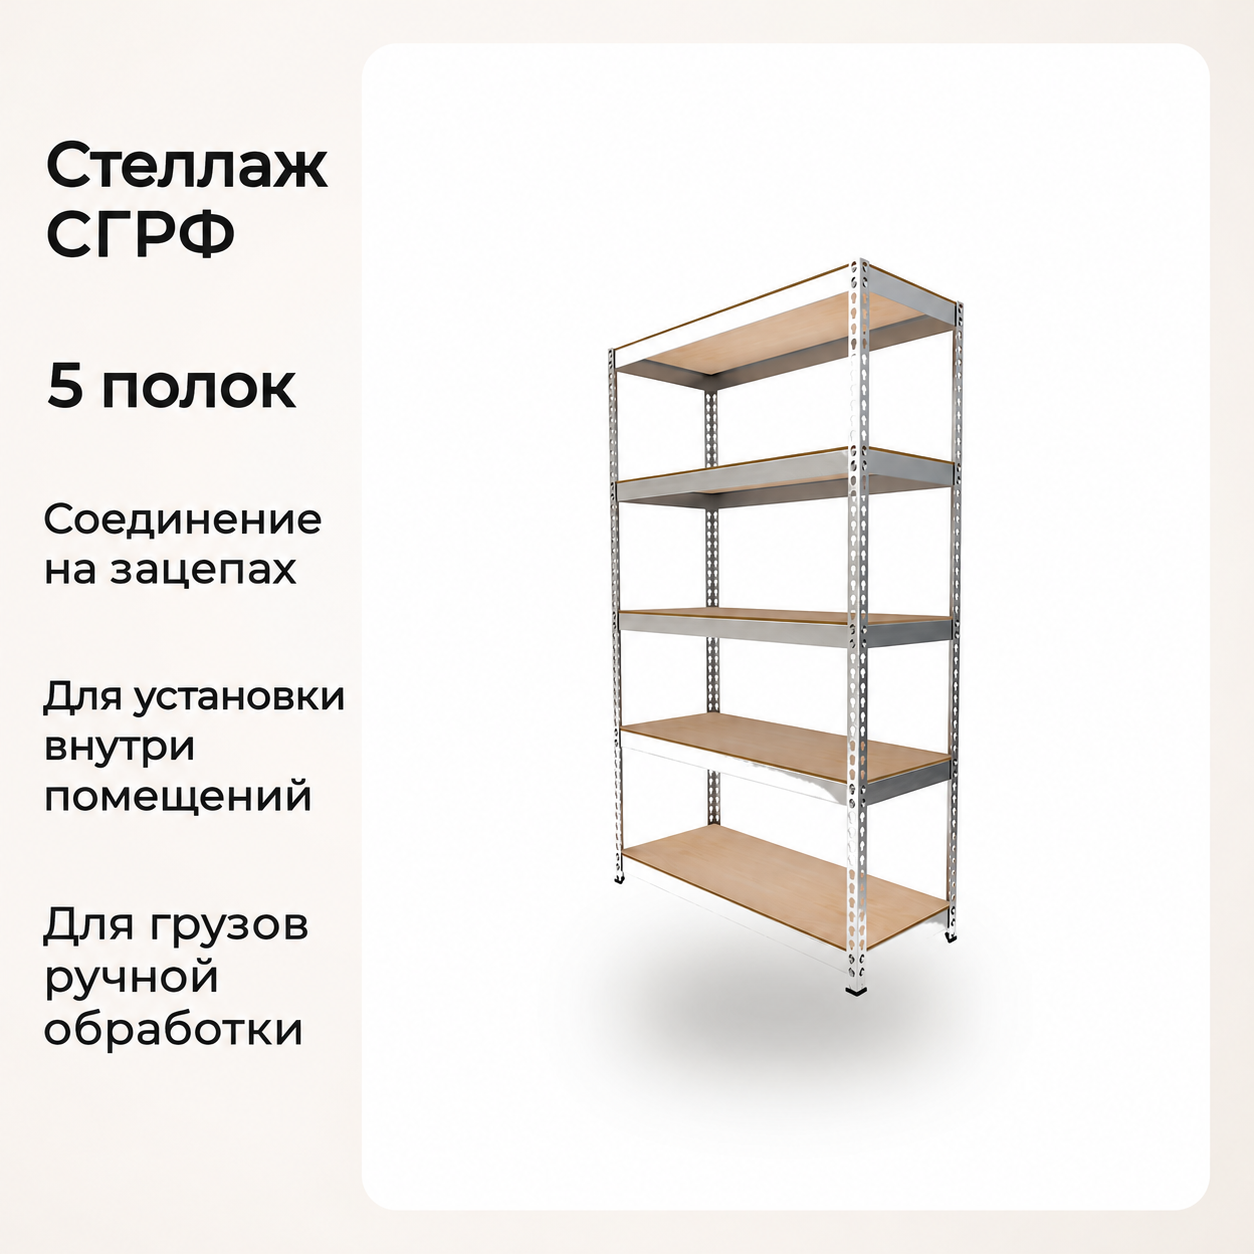 Стеллаж
СГРФ
5 полок
Соединение
на зацепах
Для установки
внутри
помещений
Для грузов
ручной
обработки